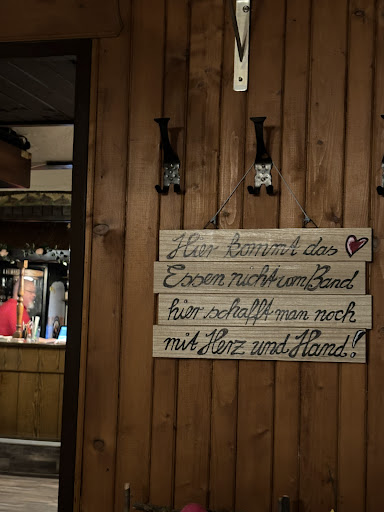 Hier kommt das
Essen nicht vom Band
hier schafft man noch
mit Herz und Hand!